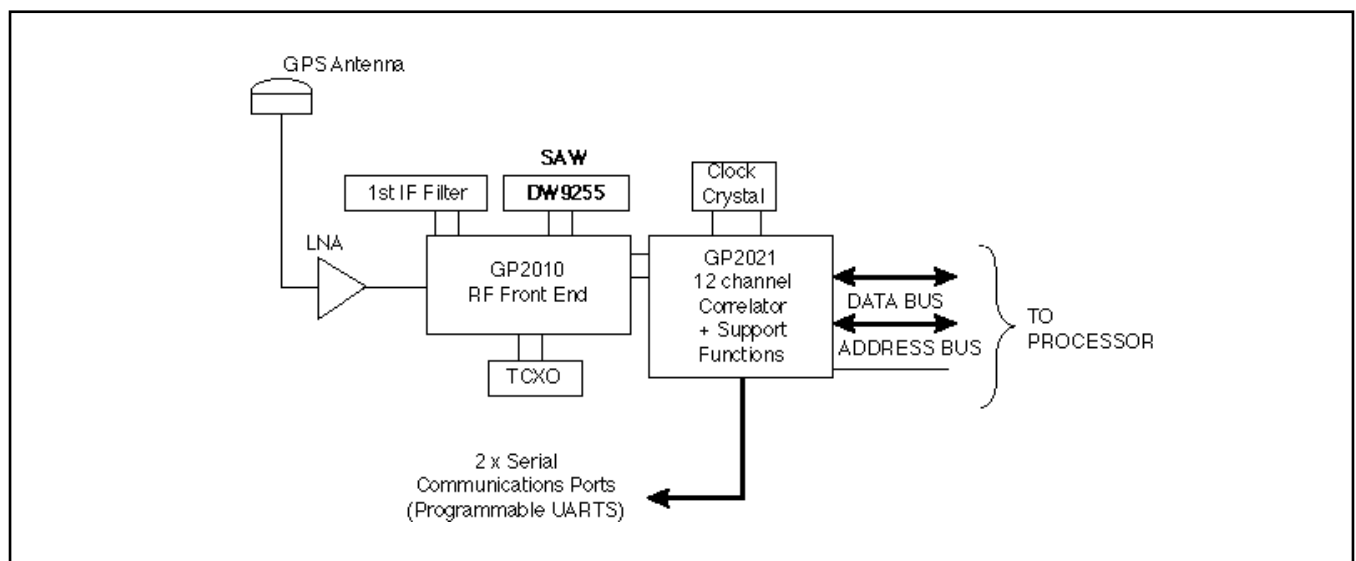 GPS Antenna
SAW
1st IF Filter
DW9255
Clock
Crystal
LNA
GP2010
RF Front End
GP2021
12 channel
Correlator
+ Support
Functions
DATA BUS
ADDRESS BUS
TO
PROCESSOR
TCXO
2 x Serial
Communications Ports
(Programmable UARTS)